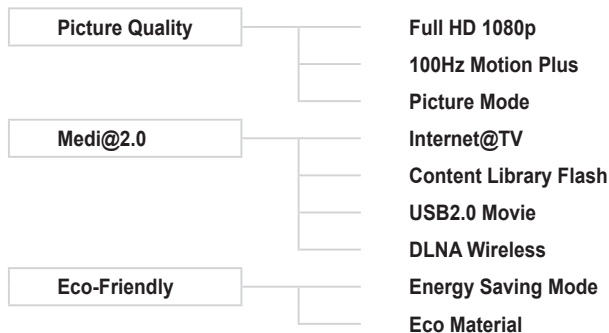 Picture Quality
Full HD 1080p
100Hz Motion Plus
Picture Mode
Medi@2.0
Internet@TV
Content Library Flash
USB2.0 Movie
DLNA Wireless
Eco-Friendly
Energy Saving Mode
Eco Material